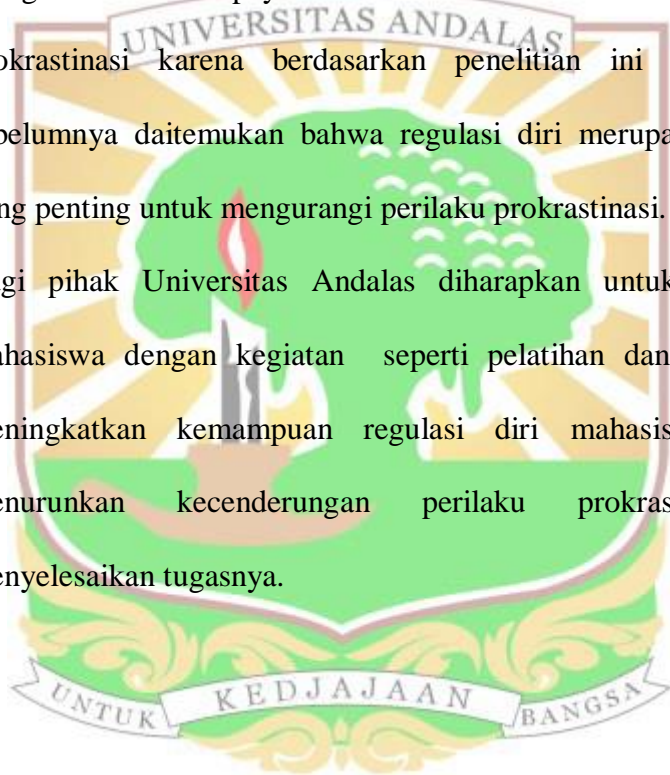 UNIVERSITAS ANDALAS
okrastinasi karena berdasarkan penelitian ini
belumnya daitemukan bahwa regulasi diri merupa
ng penting untuk mengurangi perilaku prokrastinasi.
gi pihak Universitas Andalas diharapkan untuk
ahasiswa dengan kegiatan seperti pelatihan dan
eningkatkan kemampuan regulasi diri mahasis
enurunkan kecenderungan perilaku prokras
enyelesaikan tugasnya.
UNTUK KEDJAJAAN BANGSA